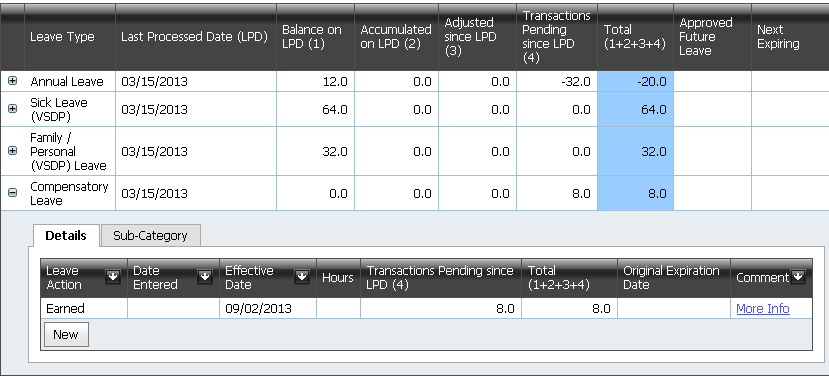 Leave Type Last Processed Date (LPD) Balance on LPD (1) Accumulated on LPD (2) Adjusted since LPD (3) Transactions Pending since LPD (4) Total (1+2+3+4) Approved Future Leave Next Expiring
Annual Leave 03/15/2013 12.0 0.0 0.0 -32.0 -20.0
Sick Leave (VSDP) 03/15/2013 64.0 0.0 0.0 0.0 64.0
Family / Personal (VSDP) Leave 03/15/2013 32.0 0.0 0.0 0.0 32.0
Compensatory Leave 03/15/2013 0.0 0.0 0.0 8.0 8.0
Details Sub-Category
Leave Action Date Entered Effective Date Hours Transactions Pending since LPD (4) Total (1+2+3+4) Original Expiration Date Comment
Earned 09/02/2013 8.0 8.0 More Info
New